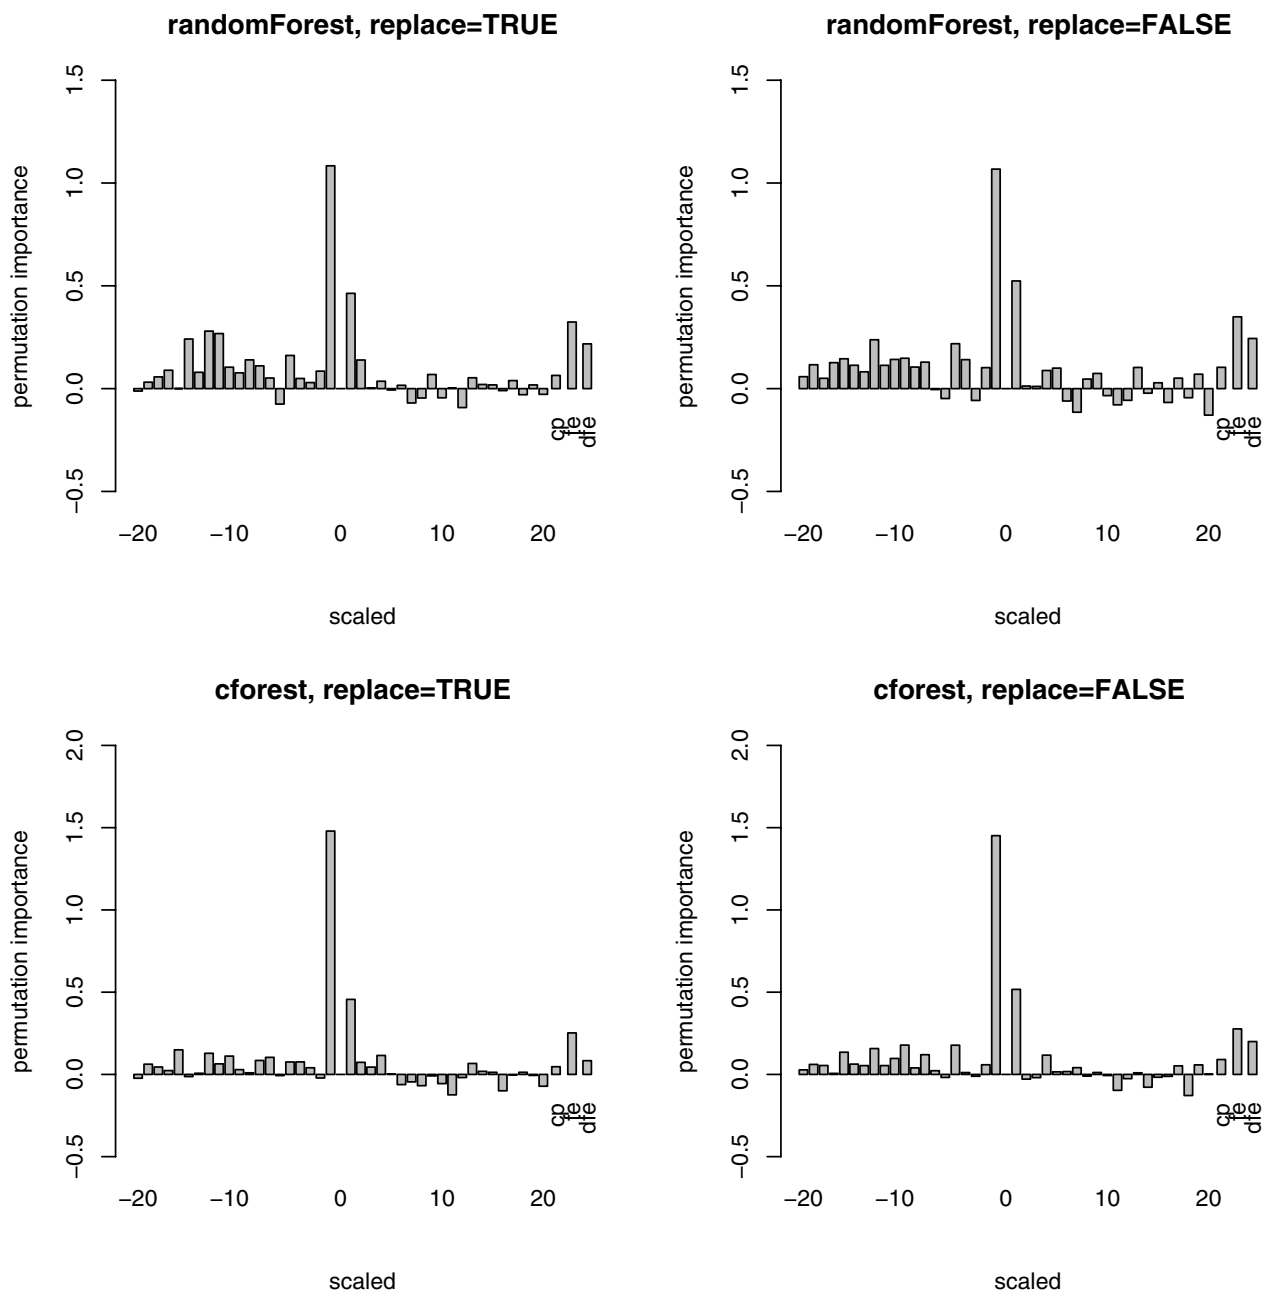 randomForest, replace=TRUE
permutation importance
1.5
1.0
0.5
0.0
−0.5
cp
fe
dfe
−20 −10 0 10 20
scaled
randomForest, replace=FALSE
permutation importance
1.5
1.0
0.5
0.0
−0.5
cp
fe
dfe
−20 −10 0 10 20
scaled
cforest, replace=TRUE
permutation importance
2.0
1.5
1.0
0.5
0.0
−0.5
cp
fe
dfe
−20 −10 0 10 20
scaled
cforest, replace=FALSE
permutation importance
2.0
1.5
1.0
0.5
0.0
−0.5
cp
fe
dfe
−20 −10 0 10 20
scaled